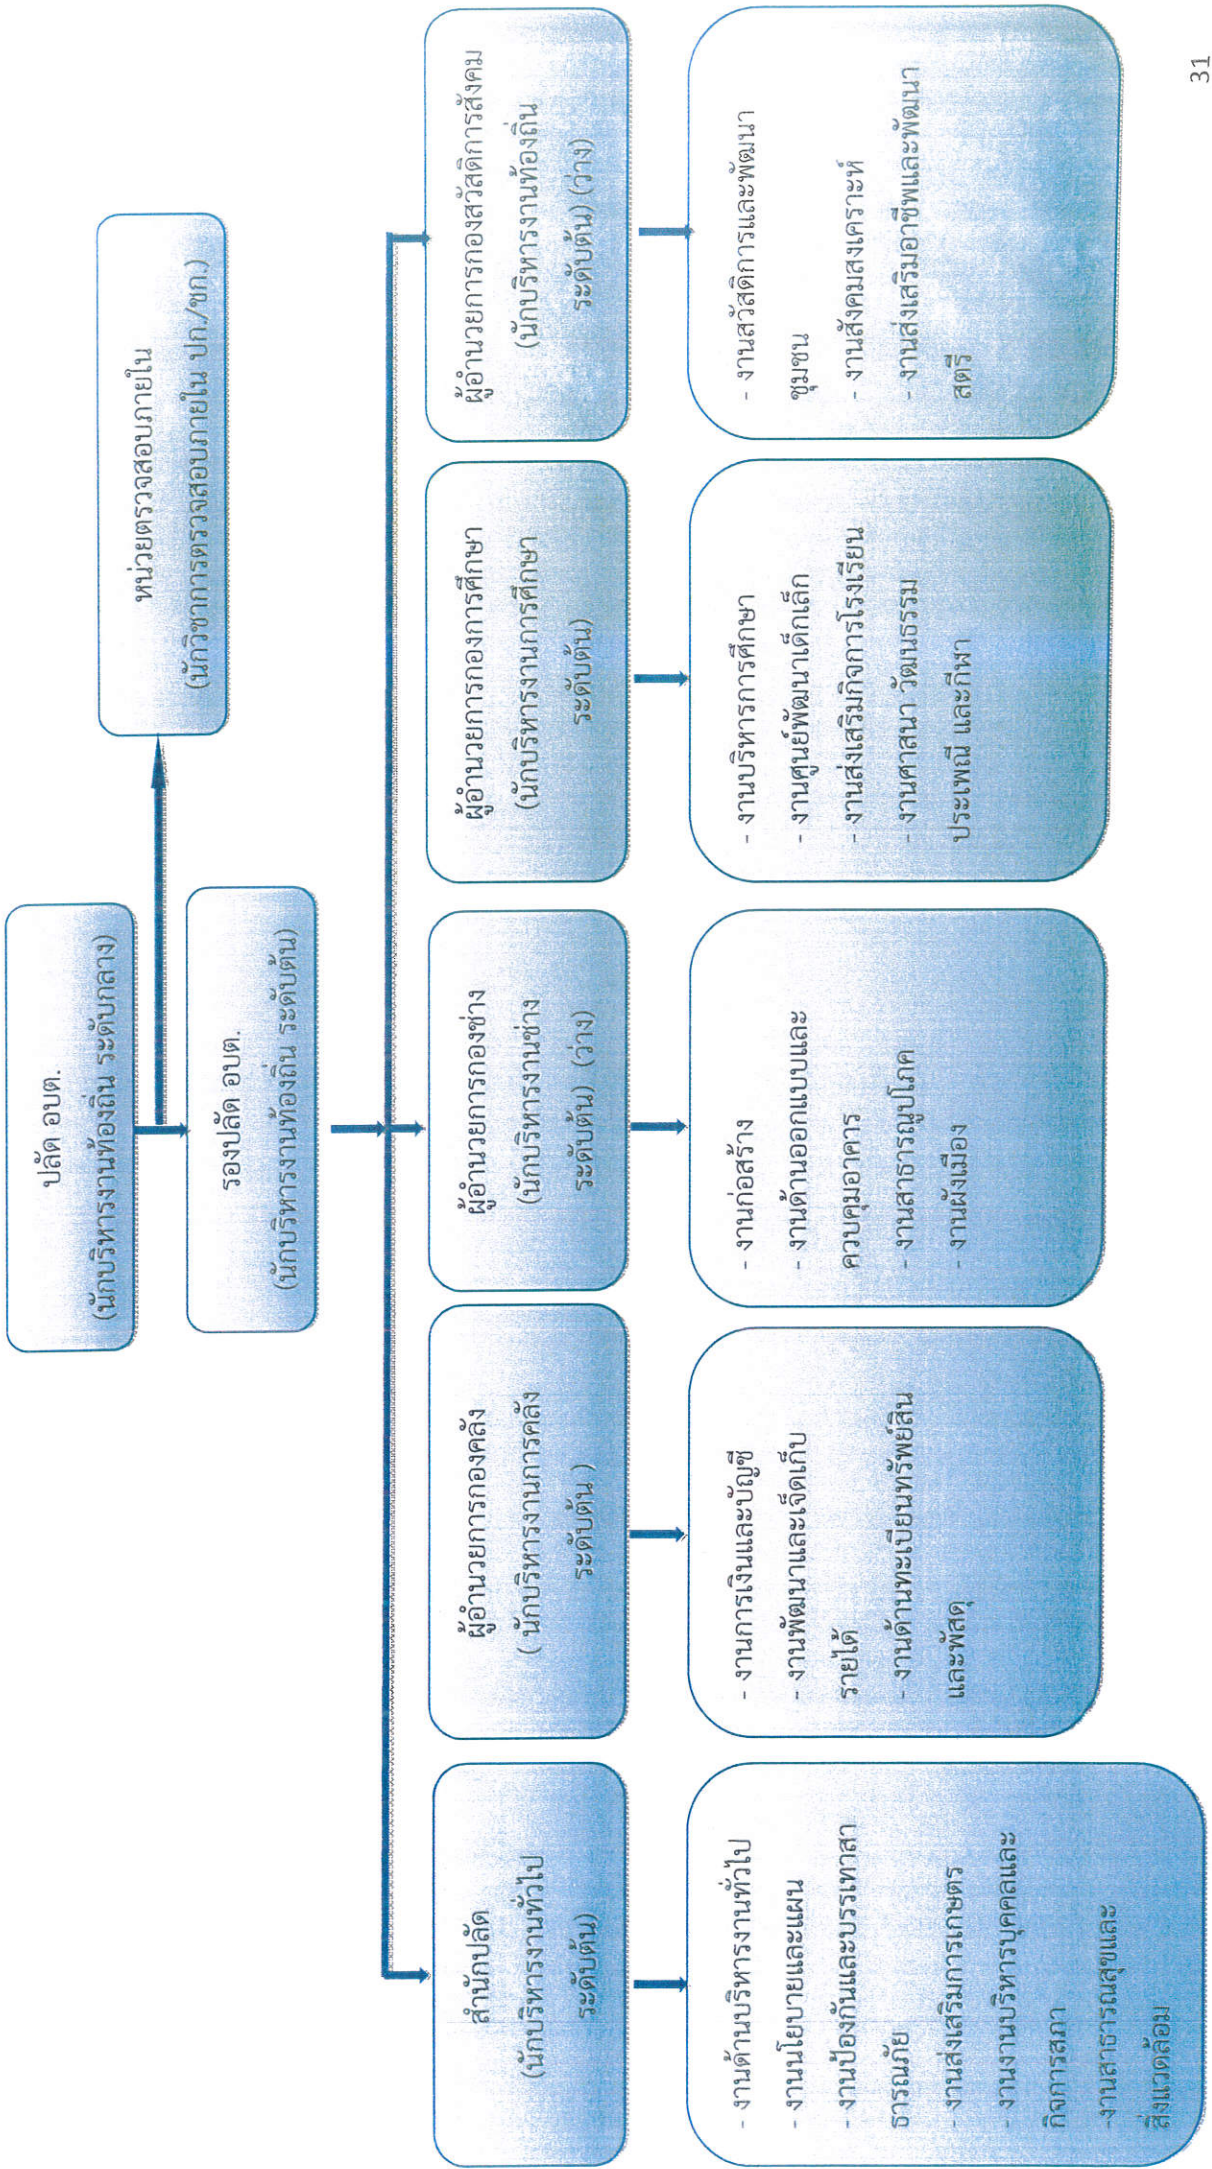 ปลัด อบต.
(นักบริหารงานท้องถิ่น ระดับกลาง)
หน่วยตรวจสอบภายใน
(นักวิชาการตรวจสอบภายใน ปก./ชก.)
รองปลัด อบต.
(นักบริหารงานท้องถิ่น ระดับต้น)
สำนักปลัด
(นักบริหารงานทั่วไป
ระดับต้น)
ผู้อำนวยการกองคลัง
( นักบริหารงานการคลัง
ระดับต้น )
ผู้อำนวยการกองช่าง
(นักบริหารงานช่าง
ระดับต้น) (ว่าง)
ผู้อำนวยการกองการศึกษา
(นักบริหารงานการศึกษา
ระดับต้น)
ผู้อำนวยการกองสวัสดิการสังคม
(นักบริหารงานท้องถิ่น
ระดับต้น) (ว่าง)
- งานด้านบริหารงานทั่วไป
- งานนโยบายและแผน
- งานป้องกันและบรรเทาสา
ธารณภัย
- งานส่งเสริมการเกษตร
- งานงานบริหารบุคคลและ
กิจการสภา
-งานสาธารณสุขและ
สิ่งแวดล้อม
- งานการเงินและบัญชี
- งานพัฒนาและเจ็ดเก็บ
รายได้
- งานด้านทะเบียนทรัพย์สิน
และพัสดุ
- งานก่อสร้าง
- งานด้านออกแบบและ
ควบคุมอาคาร
- งานสาธารณูปโภค
- งานผังเมือง
- งานบริหารการศึกษา
- งานศูนย์พัฒนาเด็กเล็ก
- งานส่งเสริมกิจการโรงเรียน
- งานศาสนา วัฒนธรรม
ประเพณี และกีฬา
- งานสวัสดิการและพัฒนา
ชุมชน
- งานสังคมสงเคราะห์
- งานส่งเสริมอาชีพและพัฒนา
สตรี
31